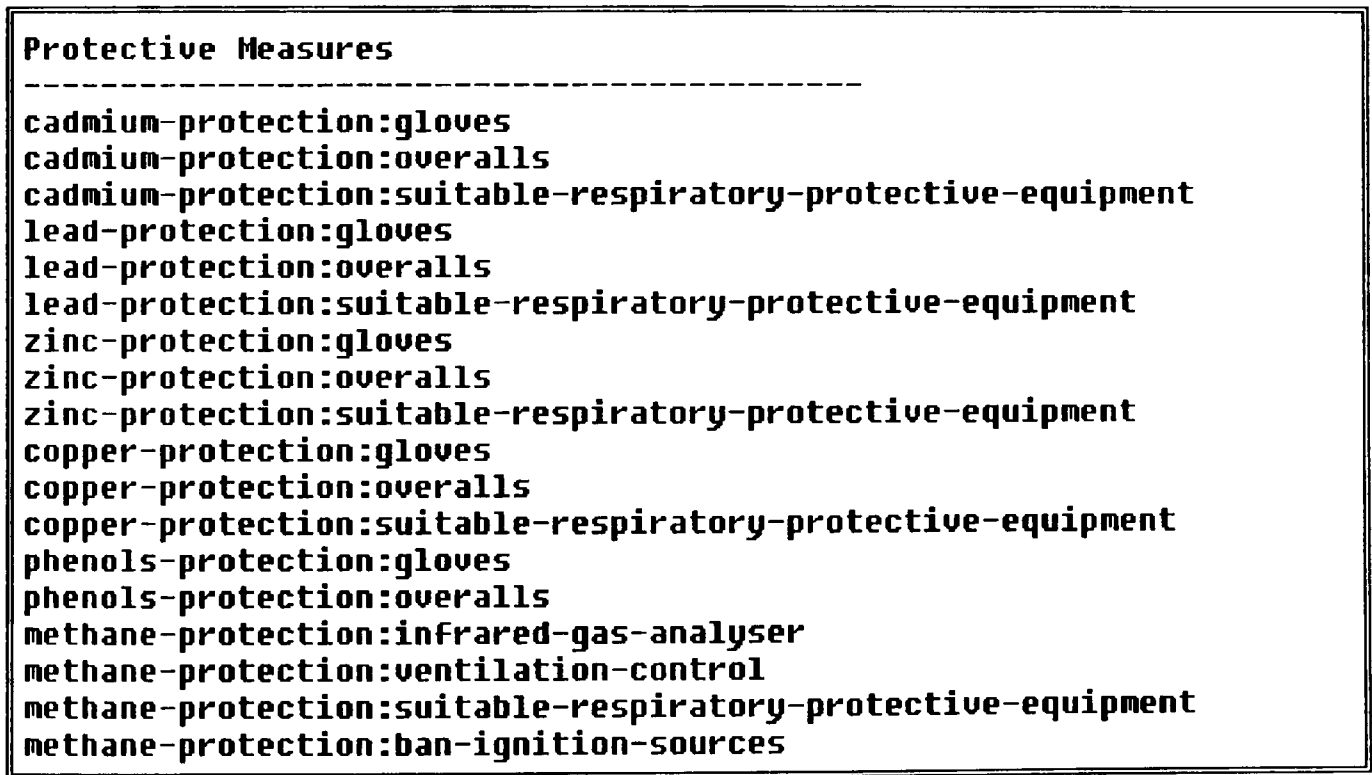 Protective Measures
--------------------------------------------
cadmium-protection:gloves
cadmium-protection:overalls
cadmium-protection:suitable-respiratory-protective-equipment
lead-protection:gloves
lead-protection:overalls
lead-protection:suitable-respiratory-protective-equipment
zinc-protection:gloves
zinc-protection:overalls
zinc-protection:suitable-respiratory-protective-equipment
copper-protection:gloves
copper-protection:overalls
copper-protection:suitable-respiratory-protective-equipment
phenols-protection:gloves
phenols-protection:overalls
methane-protection:infrared-gas-analyser
methane-protection:ventilation-control
methane-protection:suitable-respiratory-protective-equipment
methane-protection:ban-ignition-sources